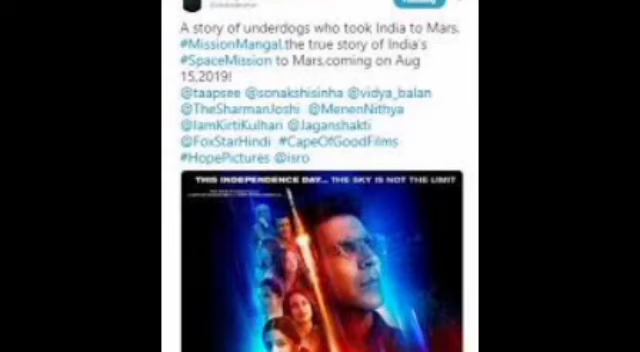 A story of underdogs who took India to Mars.
#MissionMangal,the true story of India's
#SpaceMission to Mars,coming on Aug
15,2019!
@taapsee @sonakshisinha @vidya_balan
@TheSharmanJoshi @MenenNithya
@IamKirtiKulhari @Jaganshakti
@FoxStarHindi #CapeOfGoodFilms
#HopePictures @isro
THIS INDEPENDENCE DAY... THE SKY IS NOT THE LIMIT